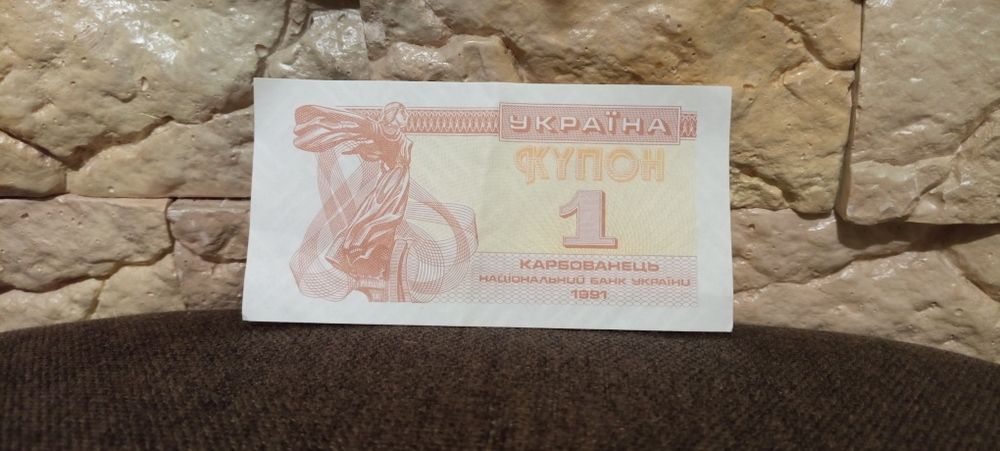 УКРАЇНА
КУПОН
1
КАРБОВАНЕЦЬ
НАЦІОНАЛЬНИЙ БАНК УКРАЇНИ
1991